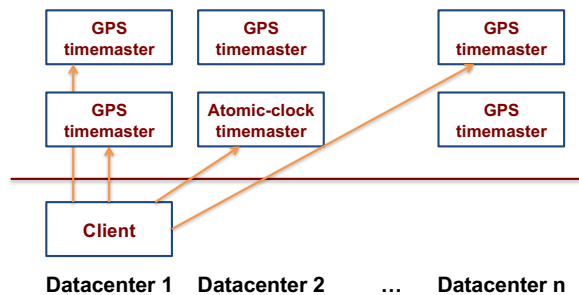 GPS
timemaster
GPS
timemaster
GPS
timemaster
GPS
timemaster
Atomic-clock
timemaster
GPS
timemaster
Client
Datacenter 1 Datacenter 2 ... Datacenter n